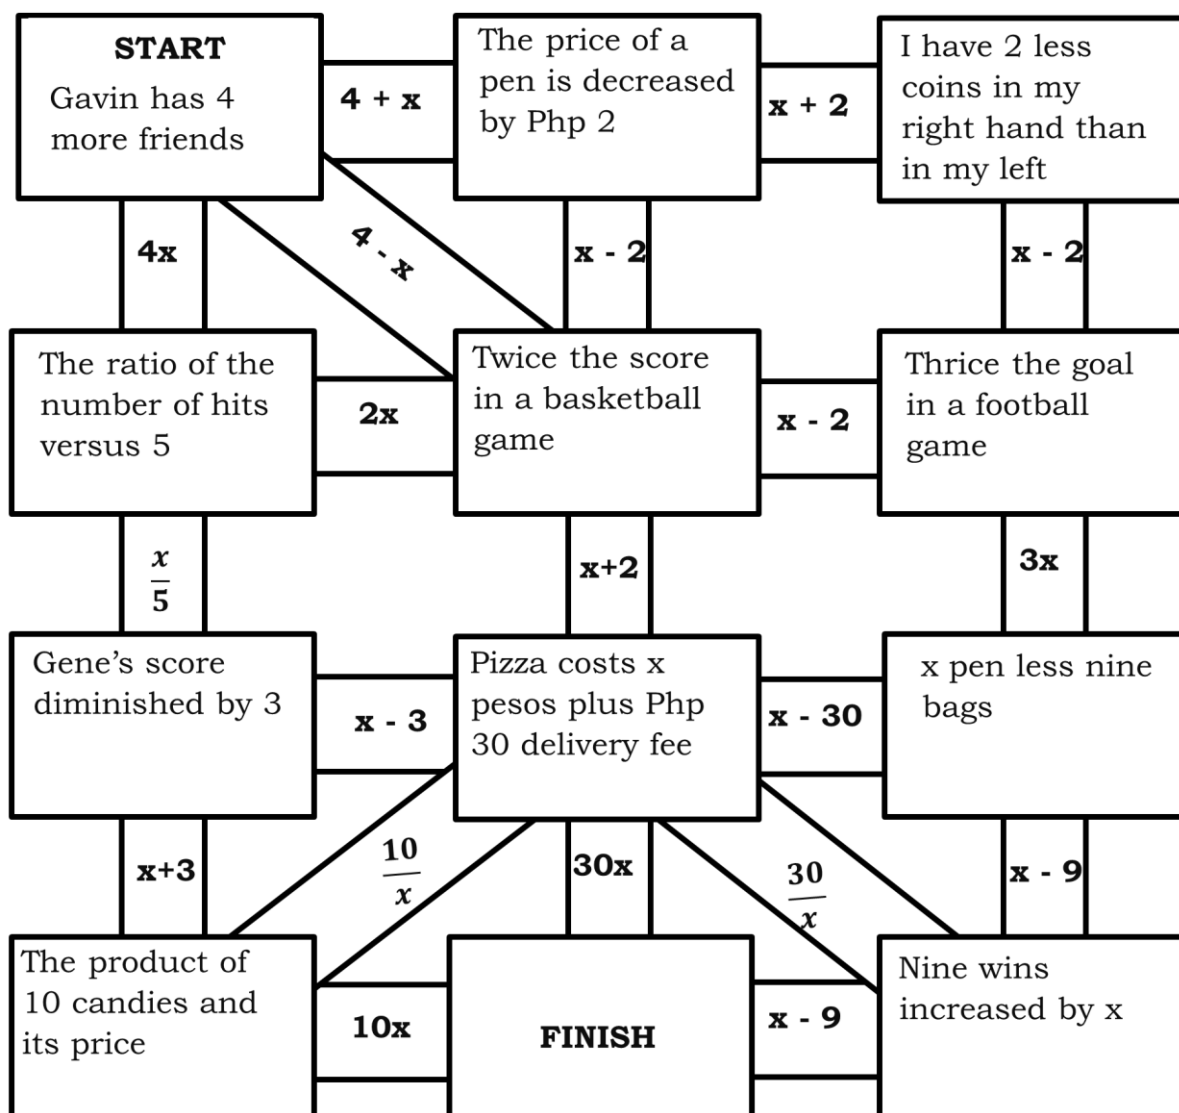 START
Gavin has 4
more friends
4 + x
The price of a
pen is decreased
by Php 2
x + 2
I have 2 less
coins in my
right hand than
in my left
4x
4 - x
x - 2
x - 2
The ratio of the
number of hits
versus 5
2x
Twice the score
in a basketball
game
x - 2
Thrice the goal
in a football
game
x
5
x+2
3x
Gene’s score
diminished by 3
x - 3
Pizza costs x
pesos plus Php
30 delivery fee
x - 30
x pen less nine
bags
x+3
10
x
30x
30
x
x - 9
The product of
10 candies and
its price
10x
FINISH
x - 9
Nine wins
increased by x